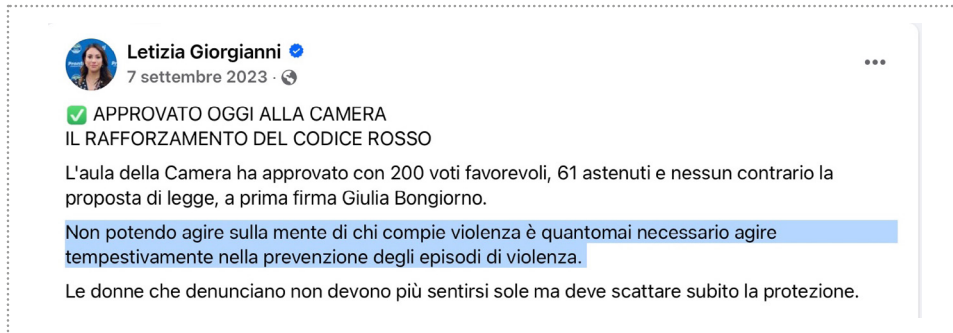 Letizia Giorgianni
7 settembre 2023 ·
✅ APPROVATO OGGI ALLA CAMERA
IL RAFFORZAMENTO DEL CODICE ROSSO
L'aula della Camera ha approvato con 200 voti favorevoli, 61 astenuti e nessun contrario la
proposta di legge, a prima firma Giulia Bongiorno.
Non potendo agire sulla mente di chi compie violenza è quantomai necessario agire
tempestivamente nella prevenzione degli episodi di violenza.
Le donne che denunciano non devono più sentirsi sole ma deve scattare subito la protezione.